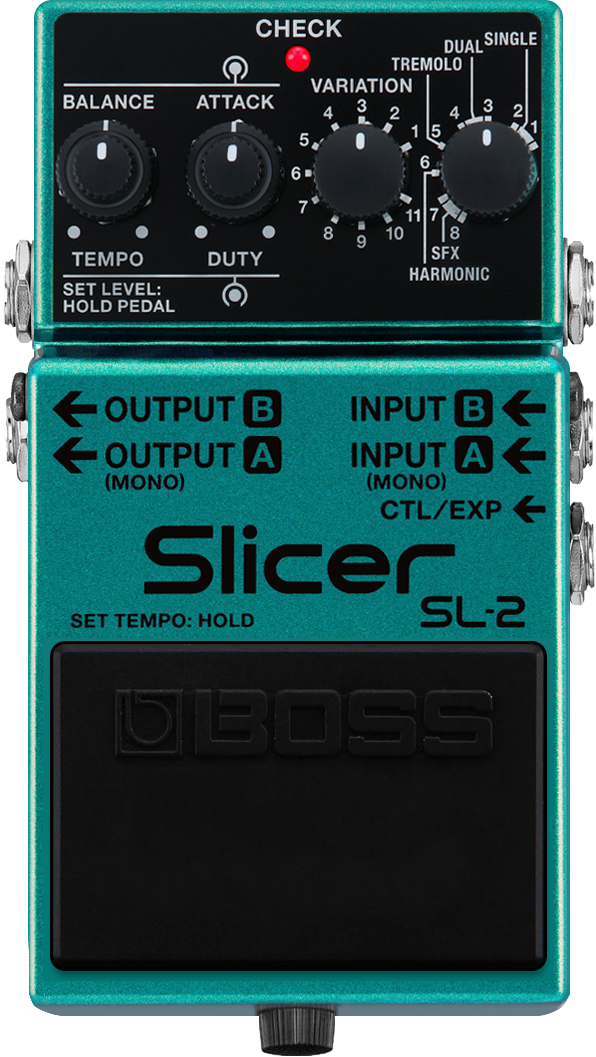 CHECK
BALANCE
ATTACK
TEMPO
DUTY
SET LEVEL:
HOLD PEDAL
VARIATION
1
2
3
4
5
6
7
8
9
10
11
SINGLE
DUAL
TREMOLO
1
2
3
4
5
6
7
8
SFX
HARMONIC
OUTPUT B
INPUT B
OUTPUT A
(MONO)
INPUT A
(MONO)
CTL/EXP
Slicer
SL-2
SET TEMPO: HOLD
BOSS